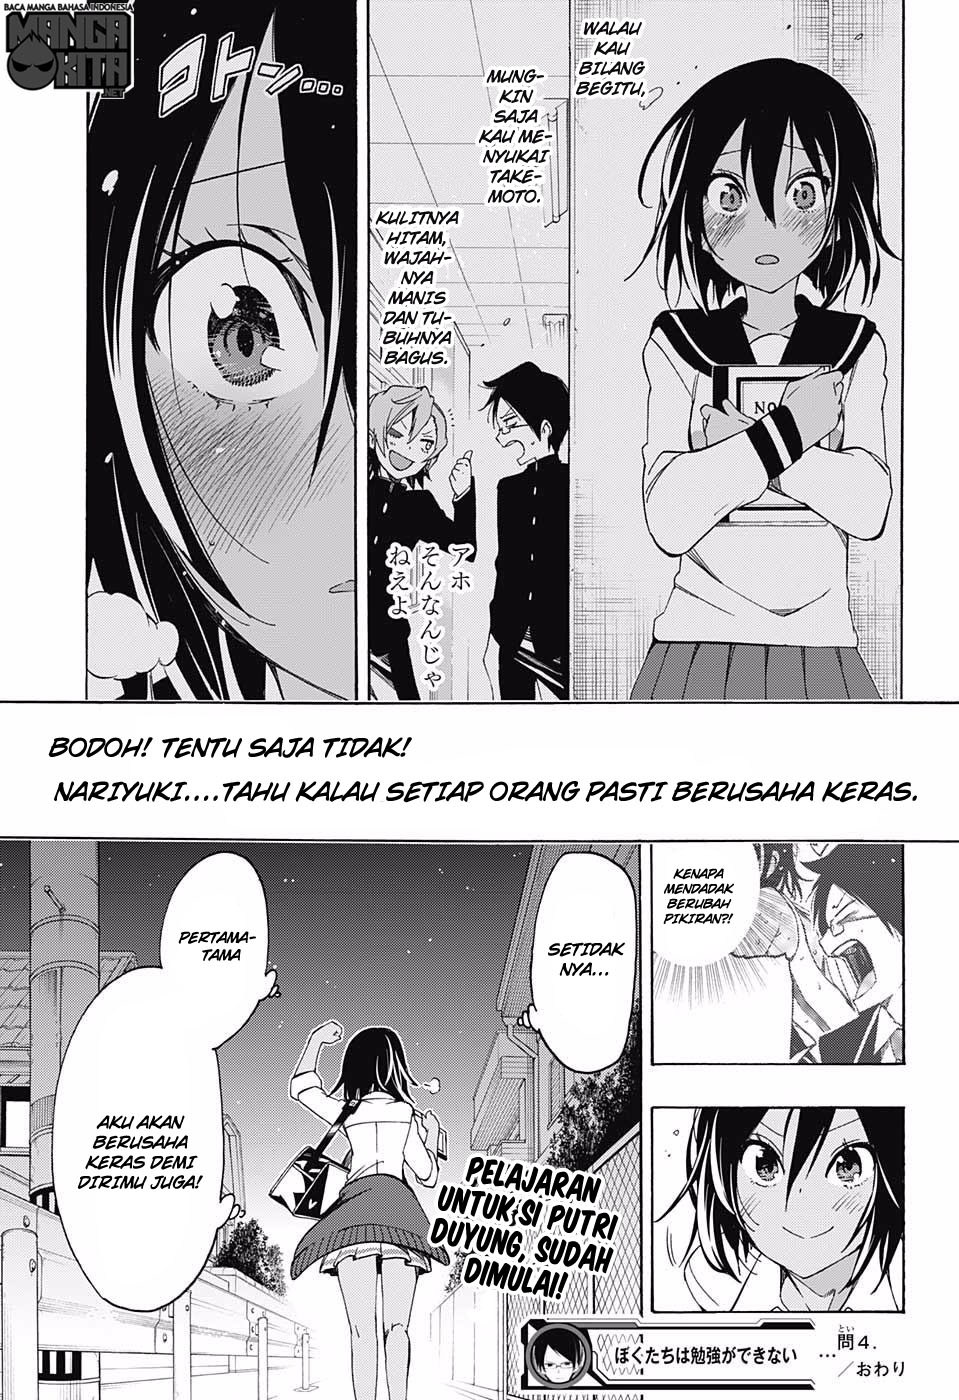 BACA MANGA BAHASA INDONESIA
MANGA
KITA
.NET
WALAU
KAU
BILANG
BEGITU,
MUNG-
KIN
SAJA
KAU ME-
NYUKAI
TAKE-
MOTO.
KULITNYA
HITAM,
WAJAH-
NYA
MANIS
DAN TU-
BUHNYA
BAGUS.
No
アホ
そんなんじゃ
ねえよ
コトン…
BODOH! TENTU SAJA TIDAK!
NARIYUKI....TAHU KALAU SETIAP ORANG PASTI BERUSAHA KERAS.
KENAPA
MENDADAK
BERUBAH
PIKIRAN?!
SETIDAK
NYA...
PERTAMA-
TAMA
AKU AKAN
BERUSAHA
KERAS DEMI
DIRIMU JUGA!
PELAJARAN
UNTUK SI PUTRI
DUYUNG, SUDAH
DIMULAI!
ぼくたちは勉強ができない
…問4.
とい
／おわり